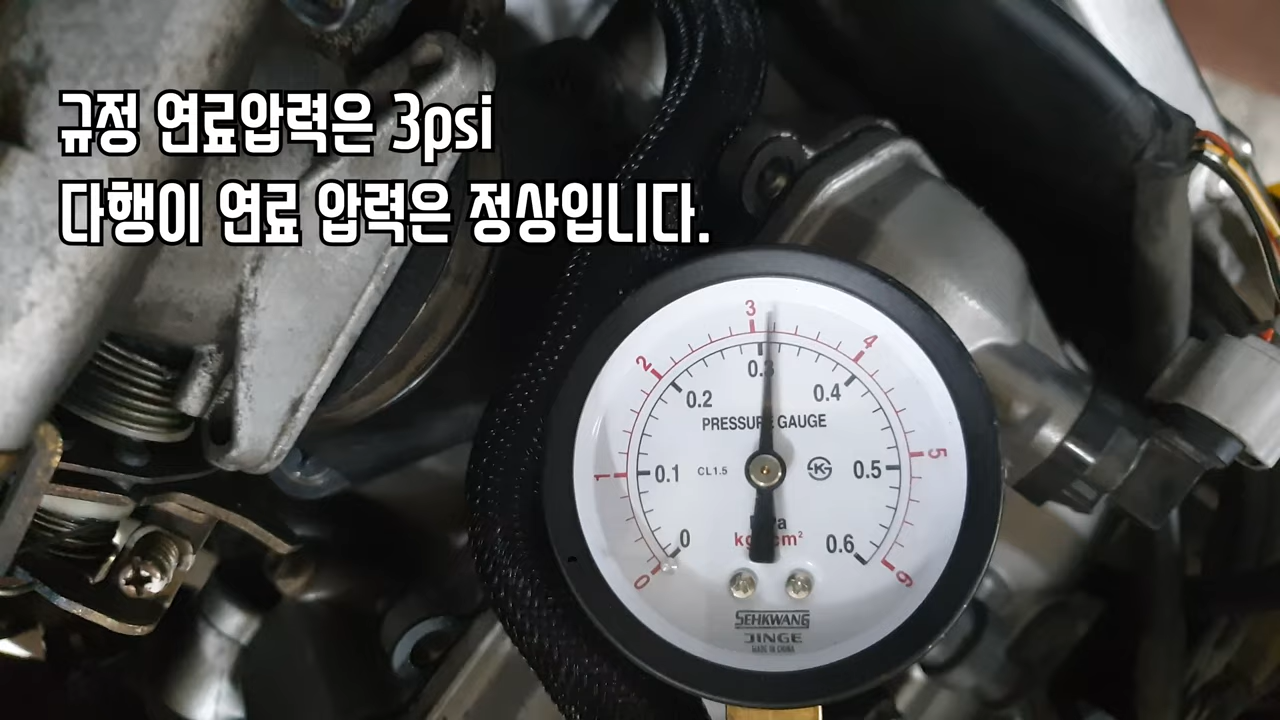 규정 연료압력은 3psi
다행이 연료 압력은 정상입니다.
0 1 2 3 4 5 6
0 0.1 0.2 0.3 0.4 0.5 0.6
PRESSURE GAUGE
CL1.5
SEHKWANG
JINGE
MADE IN CHINA